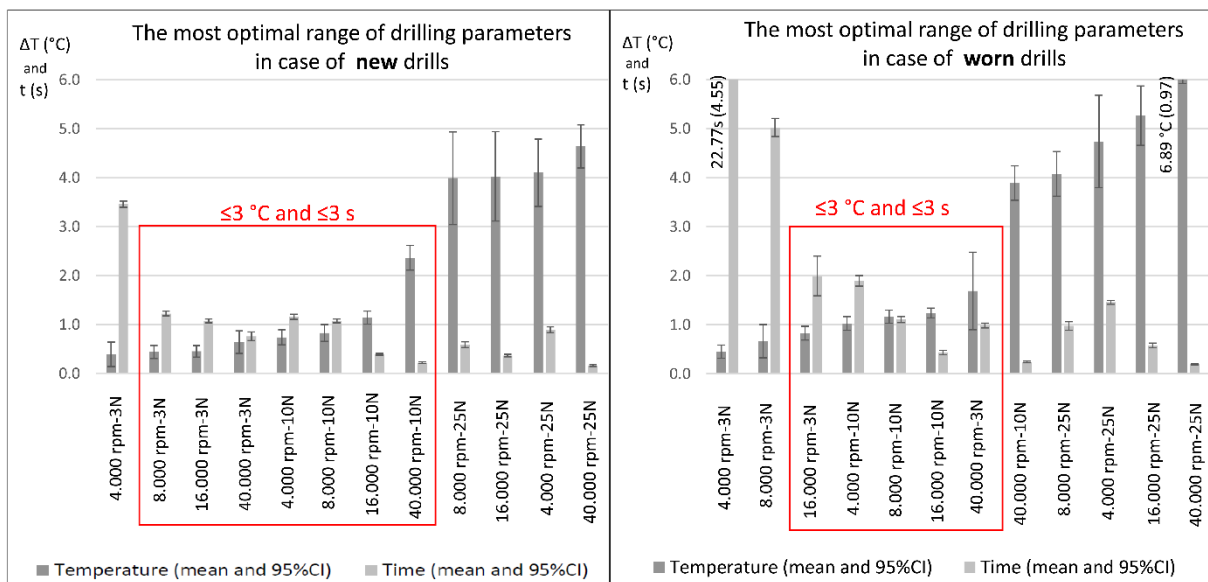 The most optimal range of drilling parameters
in case of new drills
ΔT (°C)
and
t (s)
6.0
5.0
4.0
3.0
2.0
1.0
0.0
≤3 °C and ≤3 s
4.000 rpm-3N
8.000 rpm-3N
16.000 rpm-3N
40.000 rpm-3N
4.000 rpm-10N
8.000 rpm-10N
16.000 rpm-10N
40.000 rpm-10N
8.000 rpm-25N
16.000 rpm-25N
4.000 rpm-25N
40.000 rpm-25N
Temperature (mean and 95%CI)
Time (mean and 95%CI)
The most optimal range of drilling parameters
in case of worn drills
ΔT (°C)
and
t (s)
6.0
5.0
4.0
3.0
2.0
1.0
0.0
22.77s (4.55)
6.89 °C (0.97)
≤3 °C and ≤3 s
4.000 rpm-3N
8.000 rpm-3N
16.000 rpm-3N
4.000 rpm-10N
8.000 rpm-10N
16.000 rpm-10N
40.000 rpm-3N
40.000 rpm-10N
8.000 rpm-25N
4.000 rpm-25N
16.000 rpm-25N
40.000 rpm-25N
Temperature (mean and 95%CI)
Time (mean and 95%CI)